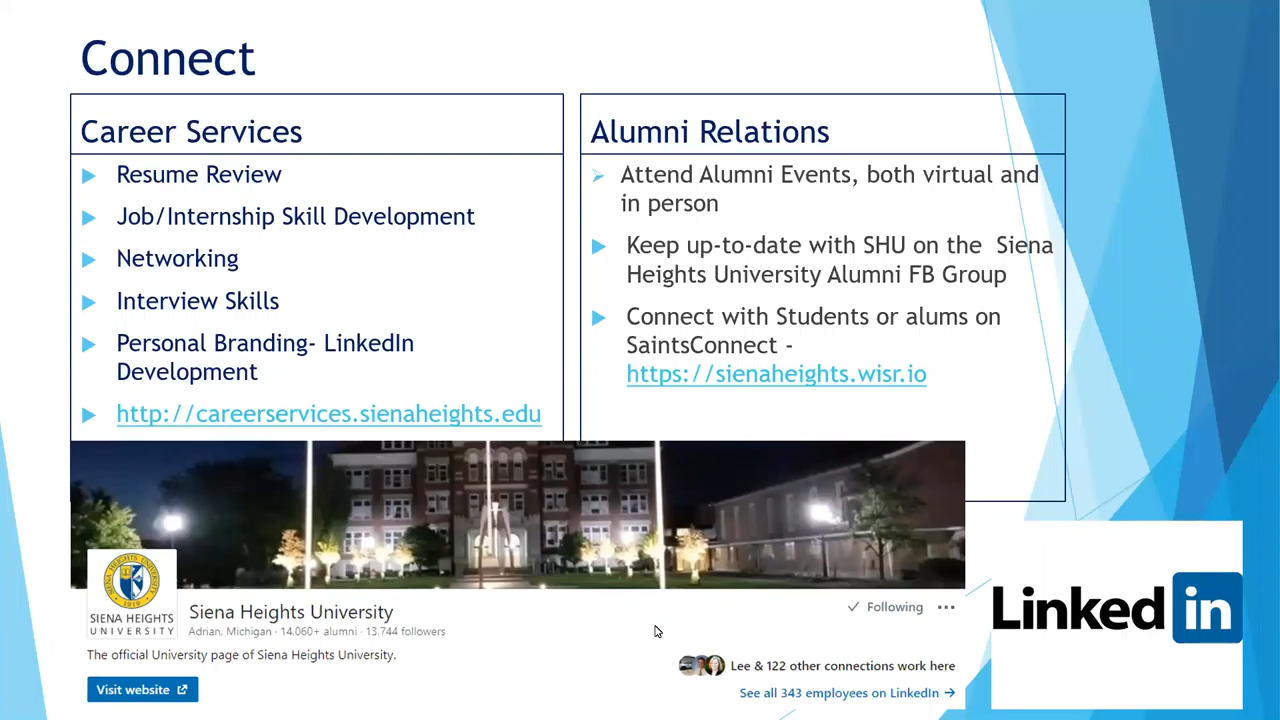 Connect
Career Services
Resume Review
Job/Internship Skill Development
Networking
Interview Skills
Personal Branding- LinkedIn
Development
http://careerservices.sienaheights.edu
Alumni Relations
Attend Alumni Events, both virtual and
in person
Keep up-to-date with SHU on the  Siena
Heights University Alumni FB Group
Connect with Students or alums on
SaintsConnect -
https://sienaheights.wisr.io
SIENA HEIGHTS
UNIVERSITY
Siena Heights University
Adrian, Michigan · 14,060+ alumni · 13,744 followers
The official University page of Siena Heights University.
Visit website
Following
Lee & 122 other connections work here
See all 343 employees on LinkedIn
Linked in